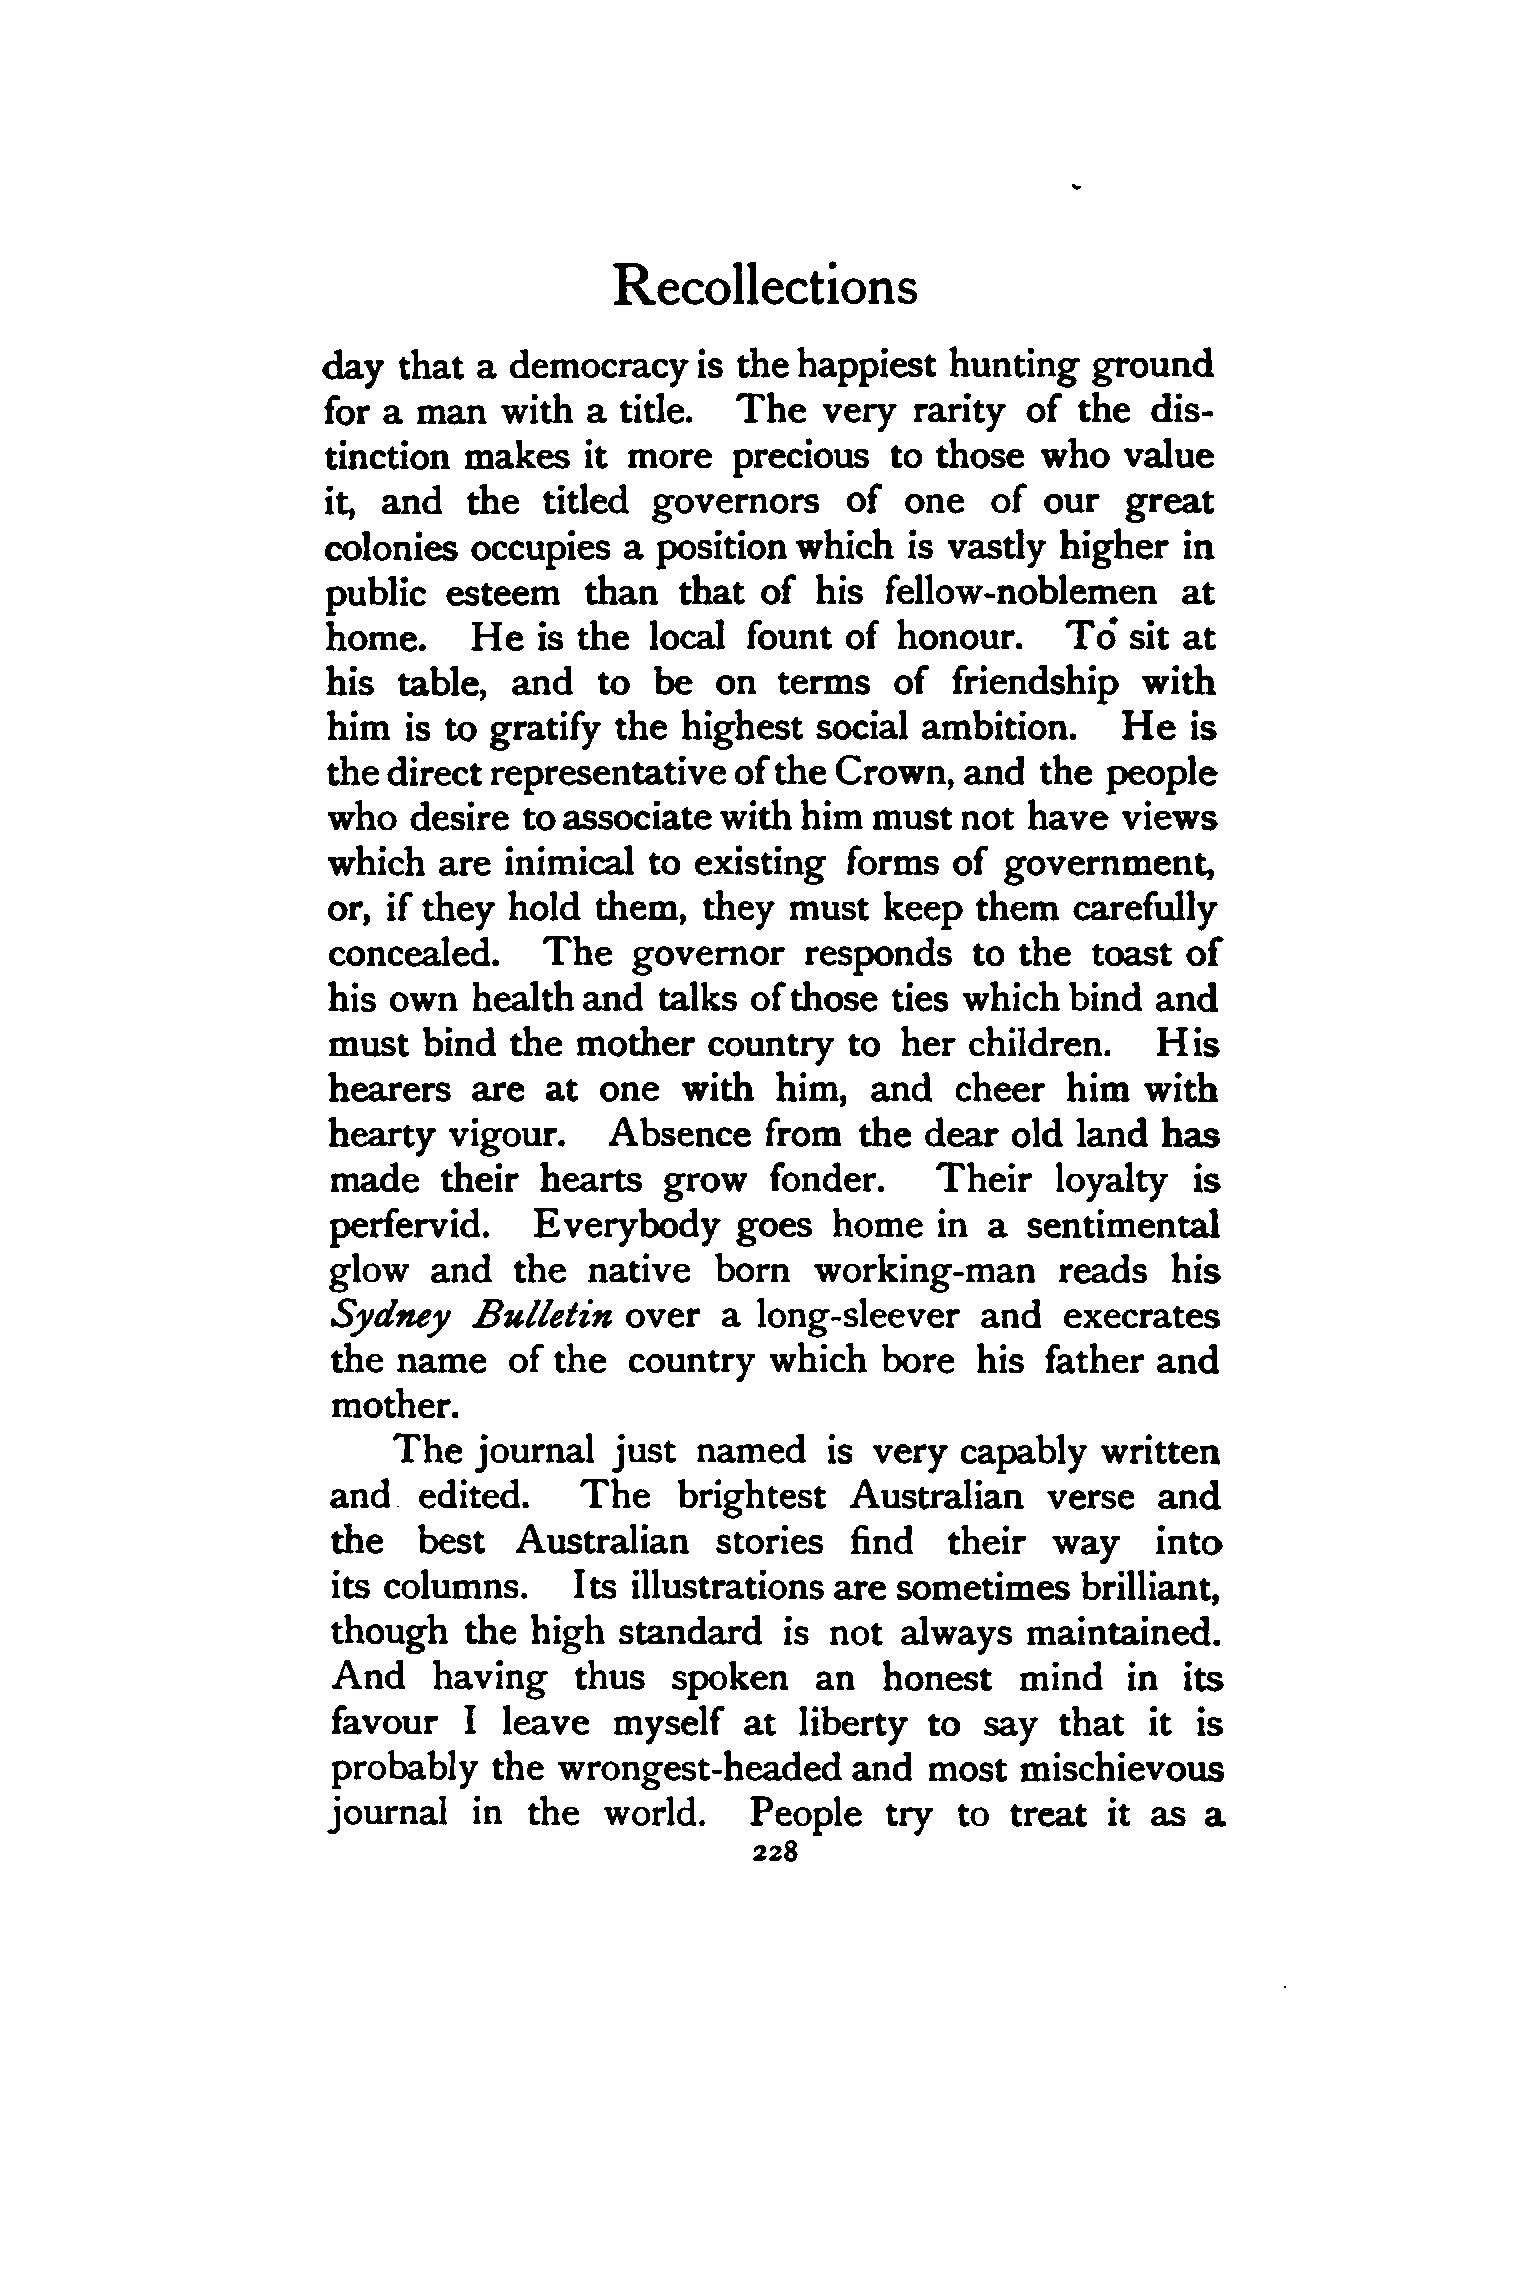 Recollections
day that a democracy is the happiest hunting ground
for a man with a title. The very rarity of the dis-
tinction makes it more precious to those who value
it, and the titled governors of one of our great
colonies occupies a position which is vastly higher in
public esteem than that of his fellow-noblemen at
home. He is the local fount of honour. To sit at
his table, and to be on terms of friendship with
him is to gratify the highest social ambition. He is
the direct representative of the Crown, and the people
who desire to associate with him must not have views
which are inimical to existing forms of government,
or, if they hold them, they must keep them carefully
concealed. The governor responds to the toast of
his own health and talks of those ties which bind and
must bind the mother country to her children. His
hearers are at one with him, and cheer him with
hearty vigour. Absence from the dear old land has
made their hearts grow fonder. Their loyalty is
perfervid. Everybody goes home in a sentimental
glow and the native born working-man reads his
Sydney Bulletin over a long-sleever and execrates
the name of the country which bore his father and
mother.
The journal just named is very capably written
and edited. The brightest Australian verse and
the best Australian stories find their way into
its columns. Its illustrations are sometimes brilliant,
though the high standard is not always maintained.
And having thus spoken an honest mind in its
favour I leave myself at liberty to say that it is
probably the wrongest-headed and most mischievous
journal in the world. People try to treat it as a
228